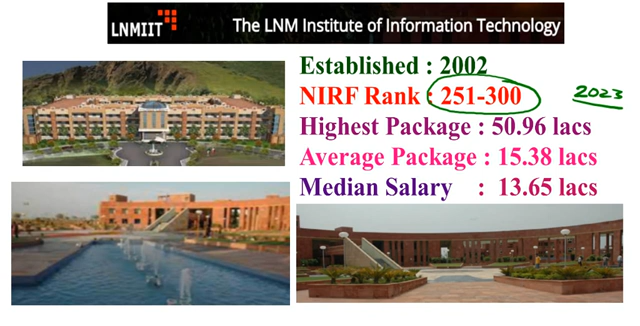 LNMIIT The LNM Institute of Information Technology
Established : 2002
NIRF Rank : 251-300 2023
Highest Package : 50.96 lacs
Average Package : 15.38 lacs
Median Salary : 13.65 lacs